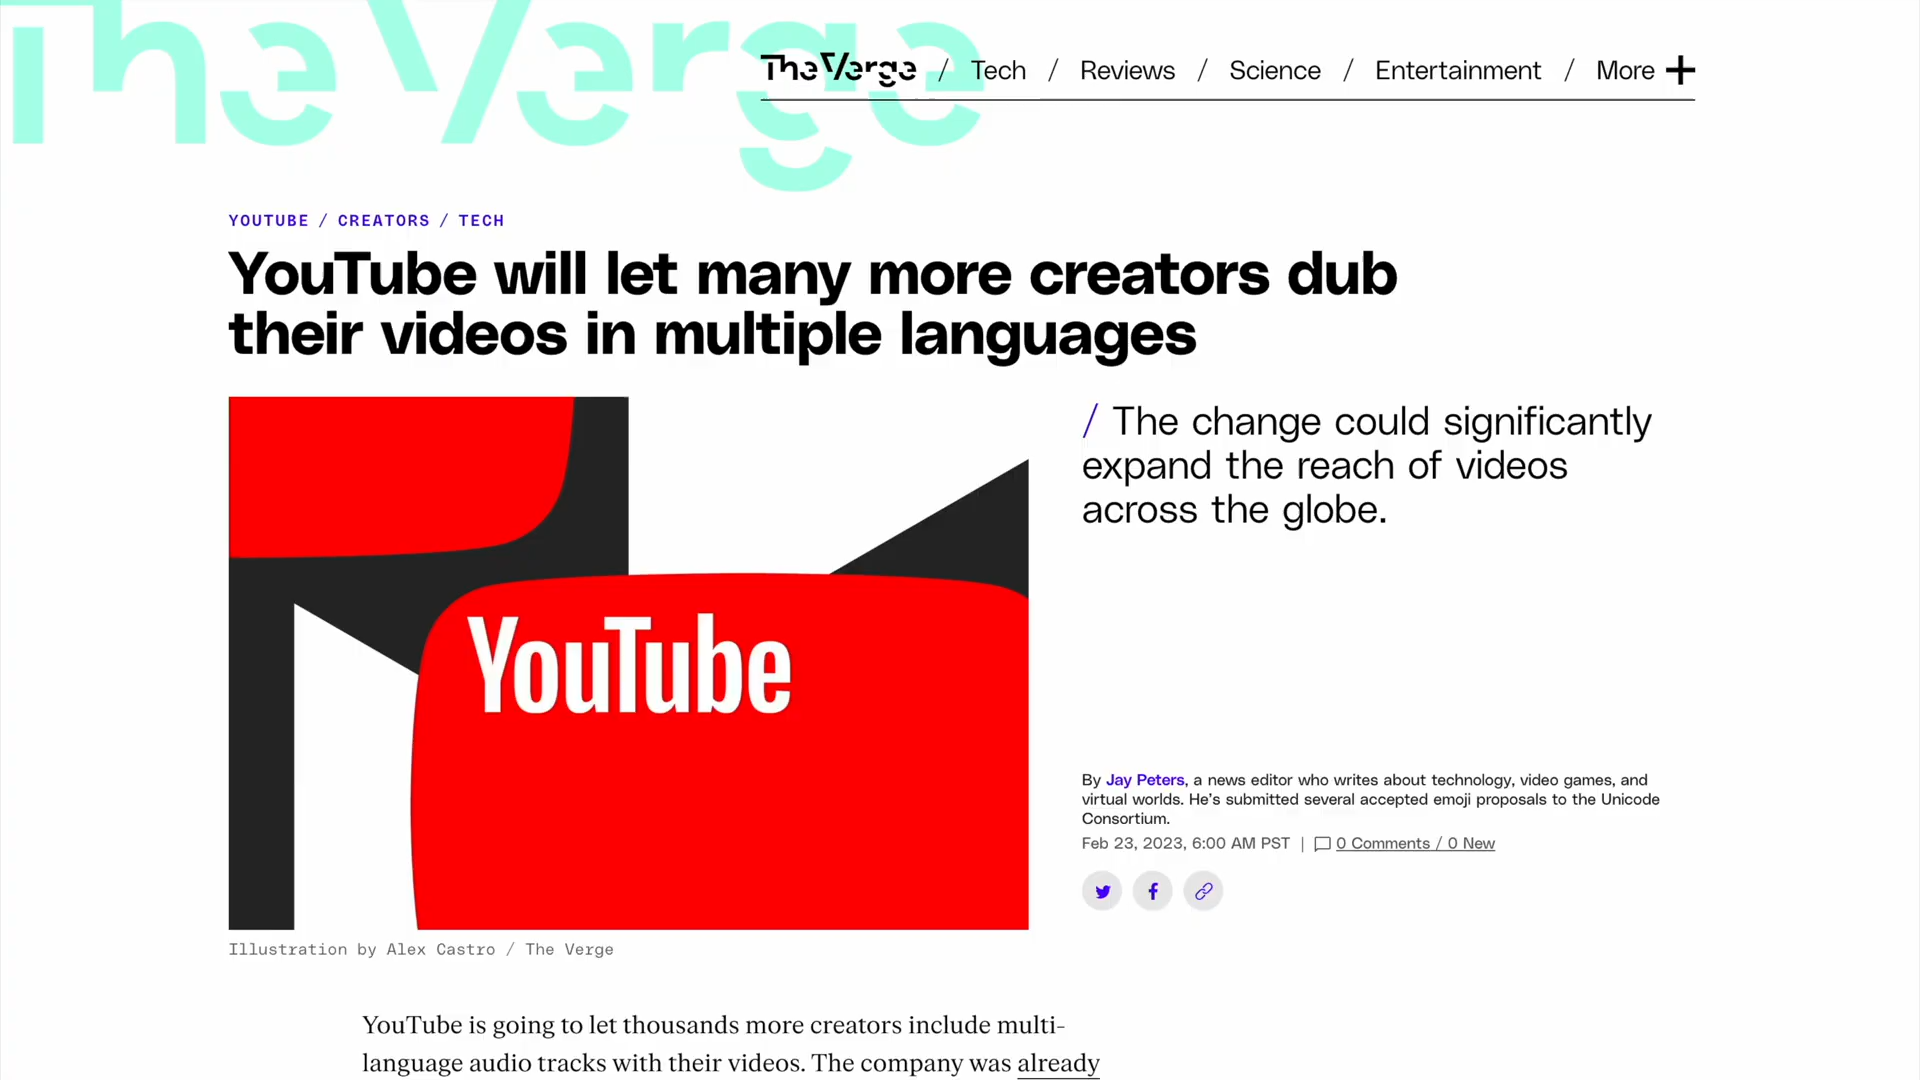 The Verge
The Verge / Tech / Reviews / Science / Entertainment / More +
YOUTUBE / CREATORS / TECH
YouTube will let many more creators dub
their videos in multiple languages
/ The change could significantly
expand the reach of videos
across the globe.
YouTube
By Jay Peters, a news editor who writes about technology, video games, and
virtual worlds. He’s submitted several accepted emoji proposals to the Unicode
Consortium.
Feb 23, 2023, 6:00 AM PST | 0 Comments / 0 New
Illustration by Alex Castro / The Verge
YouTube is going to let thousands more creators include multi-
language audio tracks with their videos. The company was already